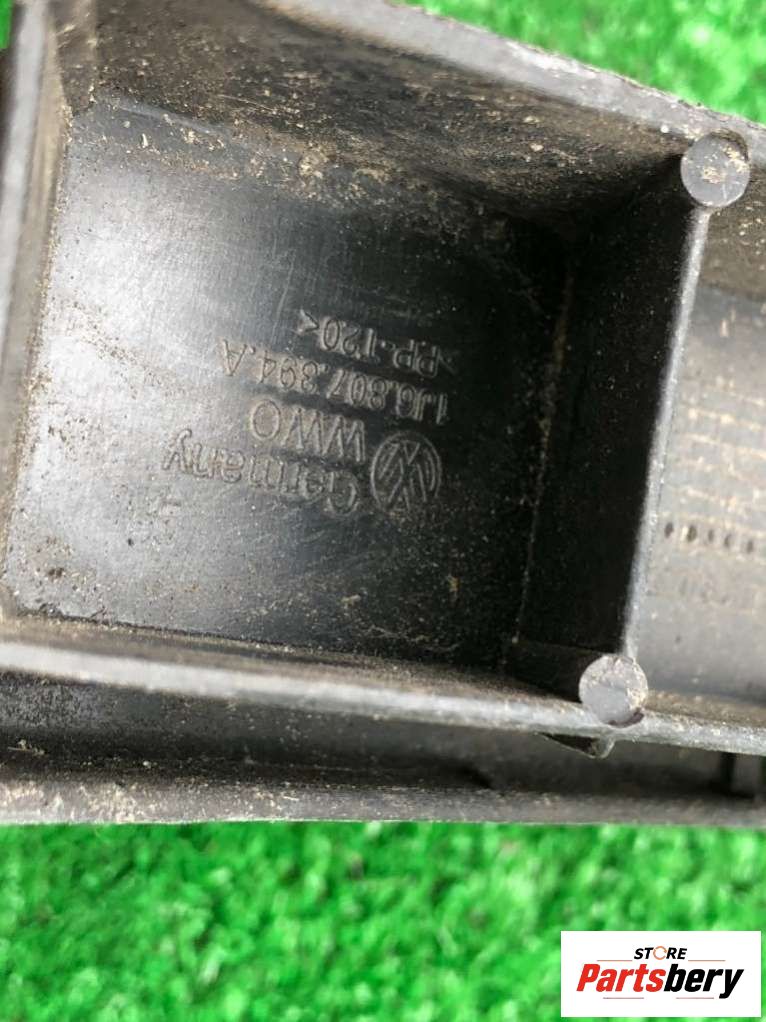 Germany
WWO
1J6.807.394.A
>PP-T20<
STORE
Partsbery